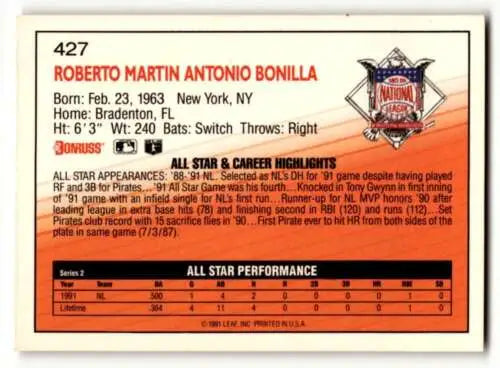 427
ROBERTO MARTIN ANTONIO BONILLA
Born: Feb. 23, 1963 New York, NY
Home: Bradenton, FL
Ht: 6'3" Wt: 240 Bats: Switch Throws: Right
NATIONAL
LEAGUE
DONRUSS
ALL STAR & CAREER HIGHLIGHTS
ALL STAR APPEARANCES: '88-'91 NL. Selected as NL's DH for '91 game despite having played
RF and 3B for Pirates...'91 All Star Game was his fourth...Knocked in Tony Gwynn in first inning
of '91 game with an infield single for NL's first run...Runner-up for NL MVP honors '90 after
leading league in extra base hits (78) and finishing second in RBI (120) and runs (112)...Set
Pirates club record with 15 sacrifice flies in '90...First Pirate ever to hit HR from both sides of the
plate in same game (7/3/87).
Series 2 ALL STAR PERFORMANCE
Year Team BA G AB H R HR RBI SB
1991 NL .500 1 4 2 0 0 0 0 1 0
Lifetime .364 4 11 4 0 0 0 0 1 0
© 1991 LEAF, INC. PRINTED IN U.S.A.